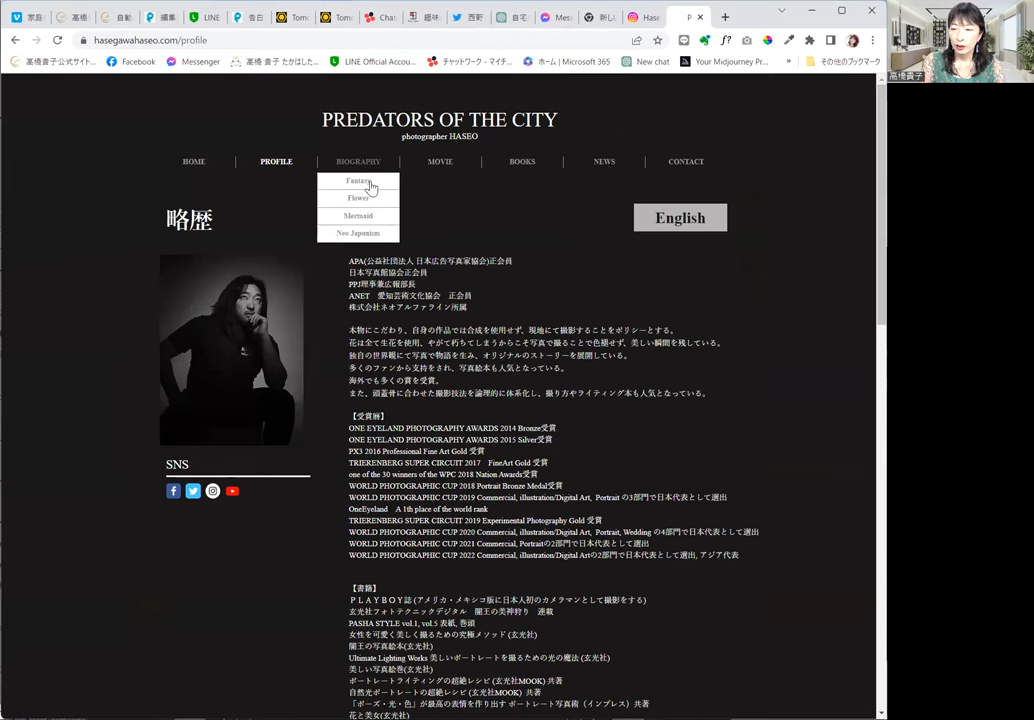 家庭
高橋
自動
編集
LINE
告白
Tome
Tome
Chat
趣味
西野
自宅
Mes
新し
Hase
P
hasegawahaseo.com/profile
髙橋貴子公式サイト...
Facebook
Messenger
髙橋 貴子 たかはした...
LINE Official Accou...
チャットワーク - マイチ...
ホーム | Microsoft 365
New chat
Your Midjourney Pr...
»
その他のブックマーク
高橋貴子
PREDATORS OF THE CITY
photographer HASEO
HOME
PROFILE
BIOGRAPHY
MOVIE
BOOKS
NEWS
CONTACT
Fantasy
Flower
Mermaid
Neo Japonism
略歴
English
APA(公益社団法人 日本広告写真家協会)正会員
日本写真館協会正会員
PPJ理事兼広報部長
ANET 愛知芸術文化協会 正会員
株式会社ネオアルファライン所属
本物にこだわり、自身の作品では合成を使用せず、現地にて撮影することをポリシーとする。
花は全て生花を使用、やがて朽ちてしまうからこそ写真で撮ることで色褪せず、美しい瞬間を残している。
独自の世界観にて写真で物語を生み、オリジナルのストーリーを展開している。
多くのファンから支持をされ、写真絵本も人気となっている。
海外でも多くの賞を受賞。
また、頭蓋骨に合わせた撮影技法を論理的に体系化し、撮り方やライティング本も人気となっている。
【受賞暦】
ONE EYELAND PHOTOGRAPHY AWARDS 2014 Bronze受賞
ONE EYELAND PHOTOGRAPHY AWARDS 2015 Silver受賞
PX3 2016 Professional Fine Art Gold 受賞
TRIERENBERG SUPER CIRCUIT 2017 FineArt Gold 受賞
one of the 30 winners of the WPC 2018 Nation Awards受賞
WORLD PHOTOGRAPHIC CUP 2018 Portrait Bronze Medal受賞
WORLD PHOTOGRAPHIC CUP 2019 Commercial, illustration/Digital Art, Portrait の3部門で日本代表として選出
OneEyeland A 1th place of the world rank
TRIERENBERG SUPER CIRCUIT 2019 Experimental Photography Gold 受賞
WORLD PHOTOGRAPHIC CUP 2020 Commercial, illustration/Digital Art, Portrait, Wedding の4部門で日本代表として選出
WORLD PHOTOGRAPHIC CUP 2021 Commercial, Portraitの2部門で日本代表として選出
WORLD PHOTOGRAPHIC CUP 2022 Commercial, illustration/Digital Artの2部門で日本代表として選出, アジア代表
SNS
【書籍】
ＰＬＡＹＢＯＹ誌 (アメリカ・メキシコ版に日本人初のカメラマンとして撮影をする)
玄光社フォトテクニックデジタル 闇王の美神狩り 連載
PASHA STYLE vol.1, vol.5 表紙, 巻頭
女性を可愛く美しく撮るための究極メソッド (玄光社)
闇王の写真絵本(玄光社)
Ultimate Lighting Works 美しいポートレートを撮るための光の魔法 (玄光社)
美しい写真絵巻(玄光社)
ポートレートライティングの超絶レシピ (玄光社MOOK) 共著
自然光ポートレートの超絶レシピ (玄光社MOOK) 共著
「ポーズ・光・色」が最高の表情を作り出す ポートレート写真術（インプレス）共著
花と美女(玄光社)